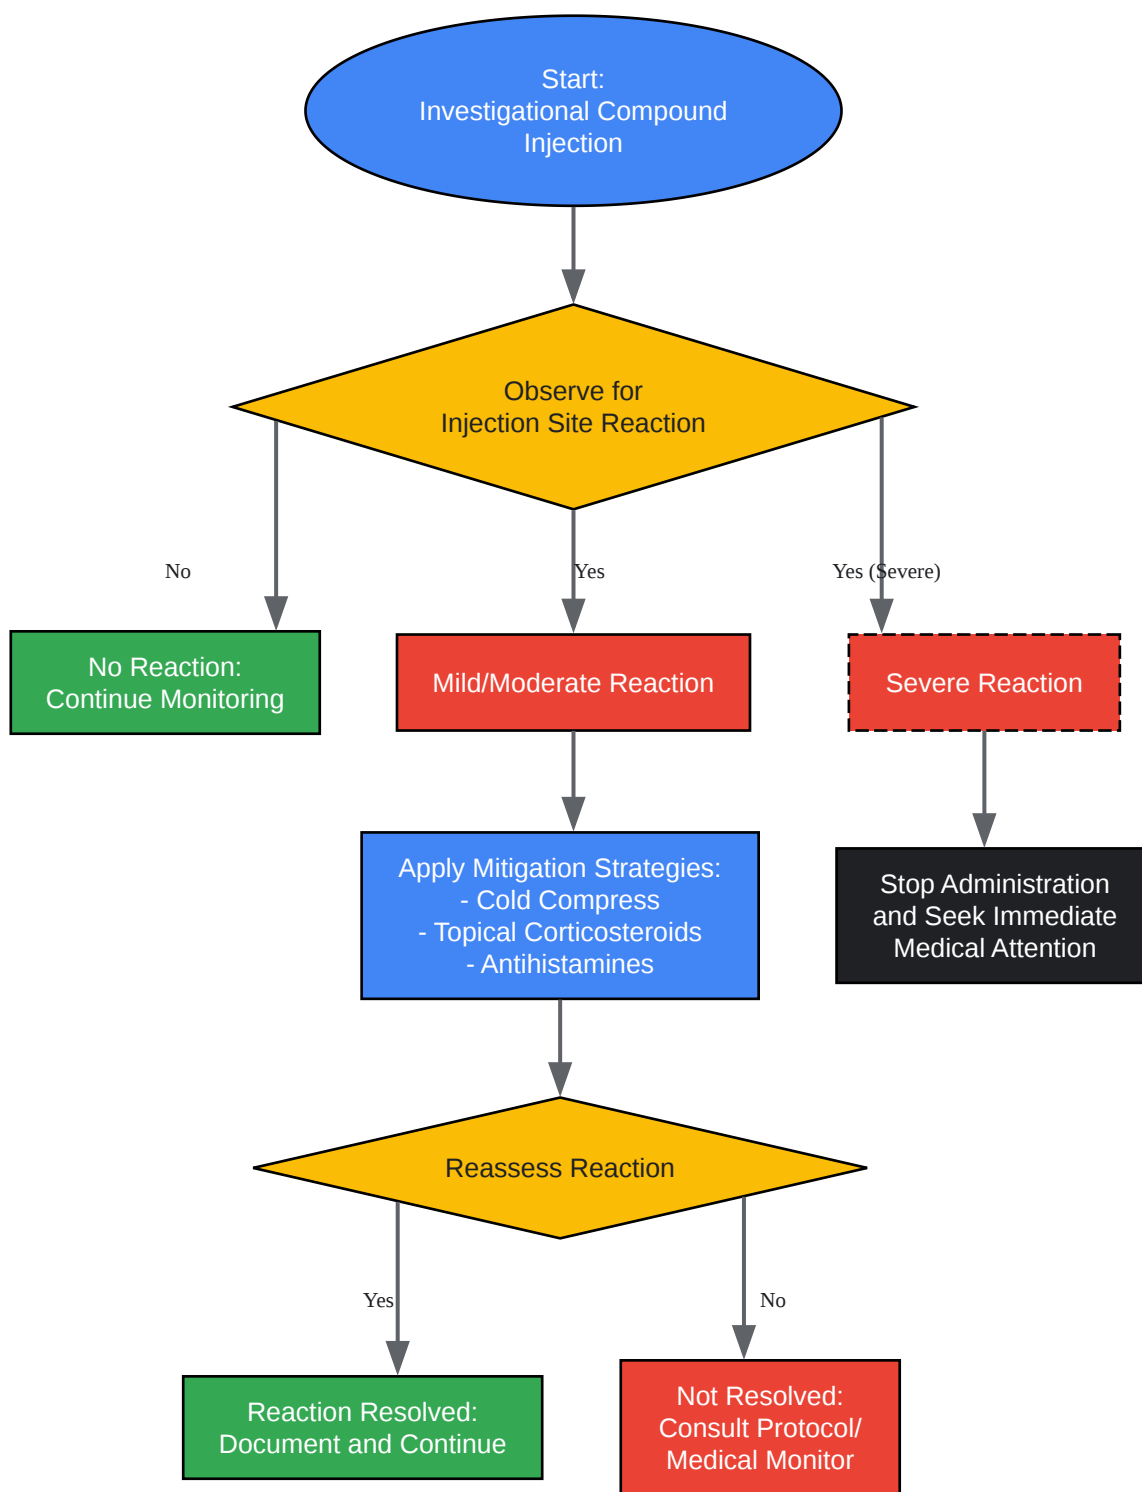 Start:
Investigational Compound
Injection
Observe for
Injection Site Reaction
No
Yes
Yes (Severe)
No Reaction:
Continue Monitoring
Mild/Moderate Reaction
Severe Reaction
Apply Mitigation Strategies:
- Cold Compress
- Topical Corticosteroids
- Antihistamines
Stop Administration
and Seek Immediate
Medical Attention
Reassess Reaction
Yes
No
Reaction Resolved:
Document and Continue
Not Resolved:
Consult Protocol/
Medical Monitor